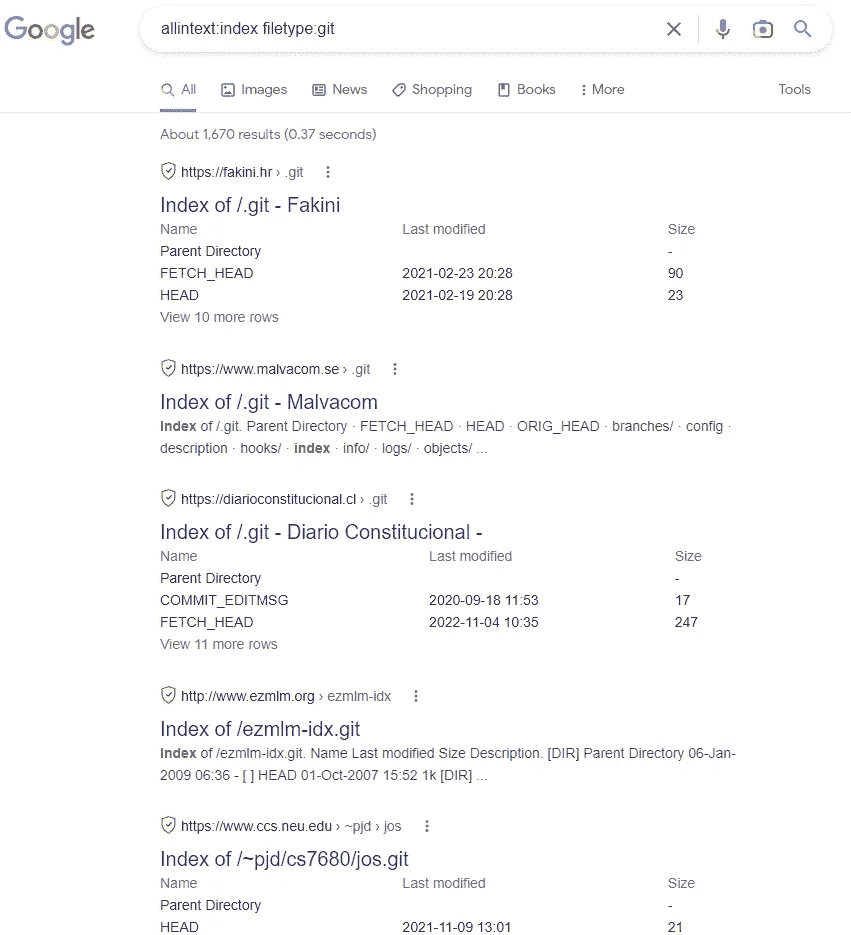 Google
allintext:index filetype:git
All Images News Shopping Books More Tools
About 1,670 results (0.37 seconds)
https://fakini.hr › .git
Index of /.git - Fakini
Name Last modified Size
Parent Directory -
FETCH_HEAD 2021-02-23 20:28 90
HEAD 2021-02-19 20:28 23
View 10 more rows
https://www.malvacom.se › .git
Index of /.git - Malvacom
Index of /.git. Parent Directory · FETCH_HEAD · HEAD · ORIG_HEAD · branches/ · config ·
description · hooks/ · index · info/ · logs/ · objects/ ...
https://diarioconstitucional.cl › .git
Index of /.git - Diario Constitucional -
Name Last modified Size
Parent Directory -
COMMIT_EDITMSG 2020-09-18 11:53 17
FETCH_HEAD 2022-11-04 10:35 247
View 11 more rows
http://www.ezmlm.org › ezmlm-idx
Index of /ezmlm-idx.git
Index of /ezmlm-idx.git. Name Last modified Size Description. [DIR] Parent Directory 06-Jan-
2009 06:36 - [ ] HEAD 01-Oct-2007 15:52 1k [DIR] ...
https://www.ccs.neu.edu › ~pjd › jos
Index of /~pjd/cs7680/jos.git
Name Last modified Size
Parent Directory -
HEAD 2021-11-09 13:01 21